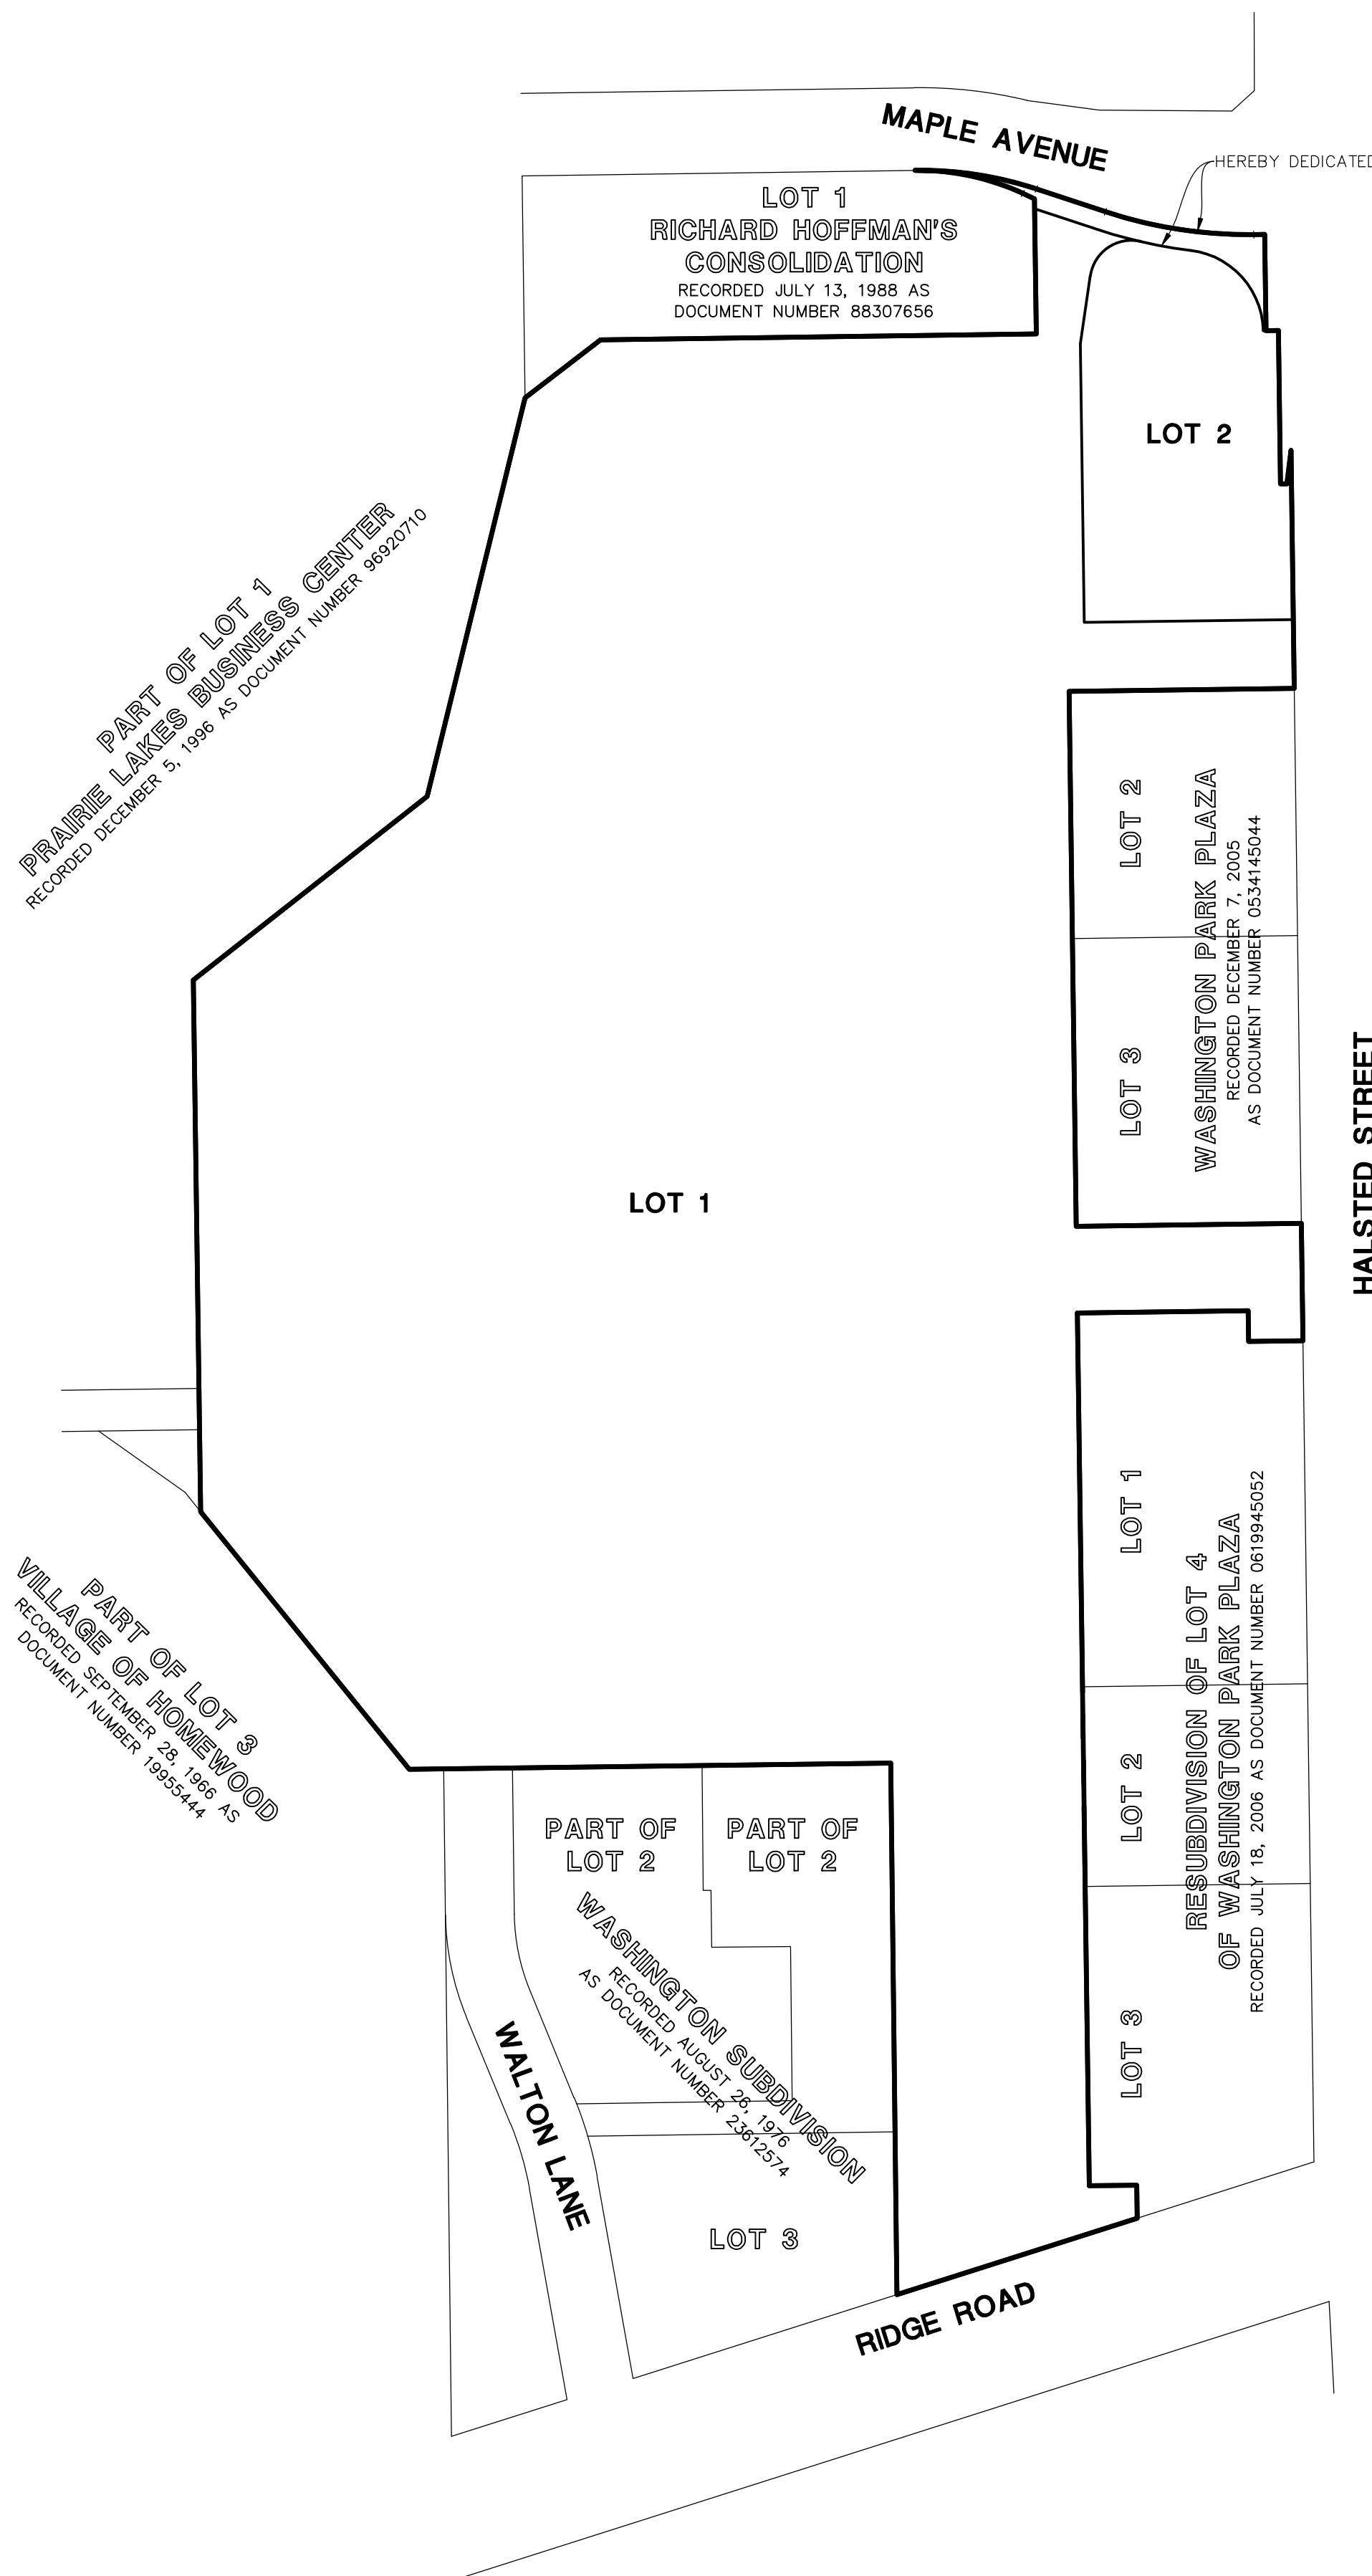 MAPLE AVENUE
HEREBY DEDICATED
LOT 1
RICHARD HOFFMAN'S
CONSOLIDATION
RECORDED JULY 13, 1988 AS
DOCUMENT NUMBER 88307656
LOT 2
PART OF LOT 1
PRAIRIE LAKES BUSINESS CENTER
RECORDED DECEMBER 5, 1996 AS DOCUMENT NUMBER 96920710
LOT 2
LOT 3
WASHINGTON PARK PLAZA
RECORDED DECEMBER 7, 2005
AS DOCUMENT NUMBER 0534145044
HALSTED STREET
LOT 1
LOT 1
LOT 2
LOT 3
RESUBDIVISION OF LOT 4
OF WASHINGTON PARK PLAZA
RECORDED JULY 18, 2006 AS DOCUMENT NUMBER 0619945052
PART OF LOT 3
VILLAGE OF HOMEWOOD
RECORDED SEPTEMBER 28, 1966 AS
DOCUMENT NUMBER 19955444
PART OF
LOT 2
PART OF
LOT 2
WASHINGTON SUBDIVISION
RECORDED AUGUST 26, 1976
AS DOCUMENT NUMBER 23612574
WALTON LANE
LOT 3
RIDGE ROAD